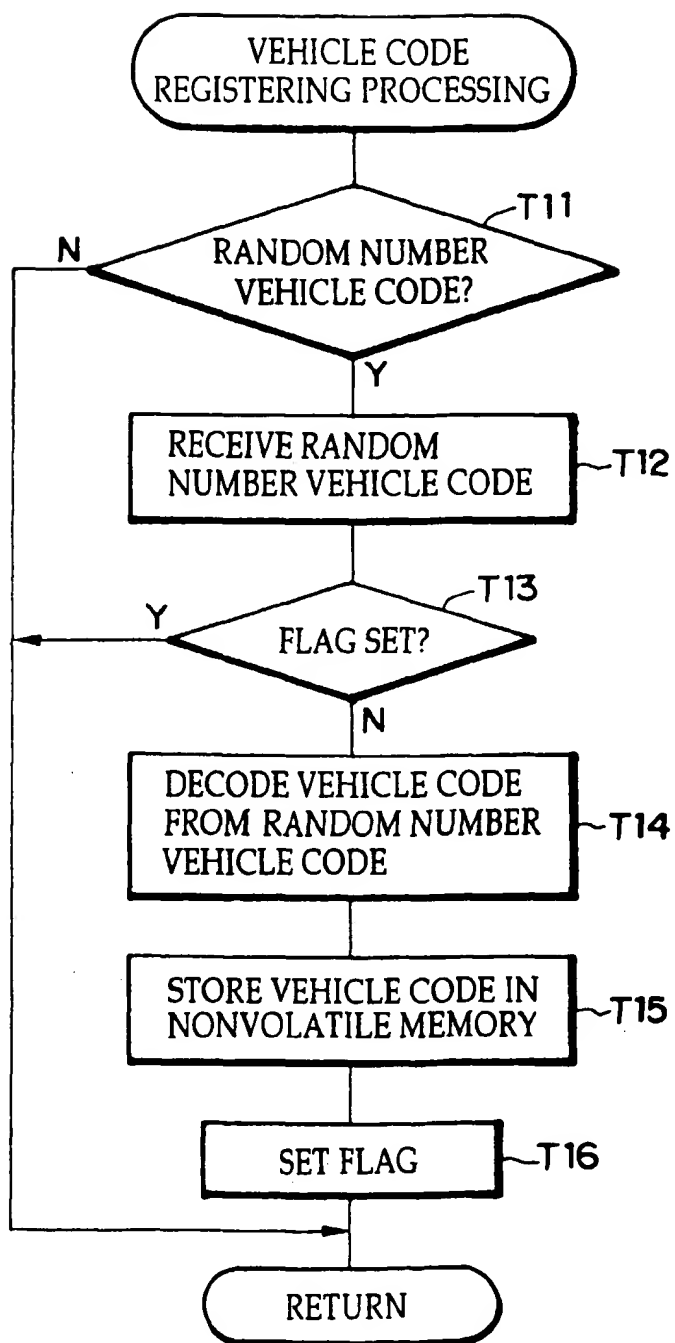 VEHICLE CODE
REGISTERING PROCESSING
T11
N
RANDOM NUMBER
VEHICLE CODE?
Y
RECEIVE RANDOM
NUMBER VEHICLE CODE
T12
T13
Y
FLAG SET?
N
DECODE VEHICLE CODE
FROM RANDOM NUMBER
VEHICLE CODE
T14
STORE VEHICLE CODE IN
NONVOLATILE MEMORY
T15
SET FLAG
T16
RETURN